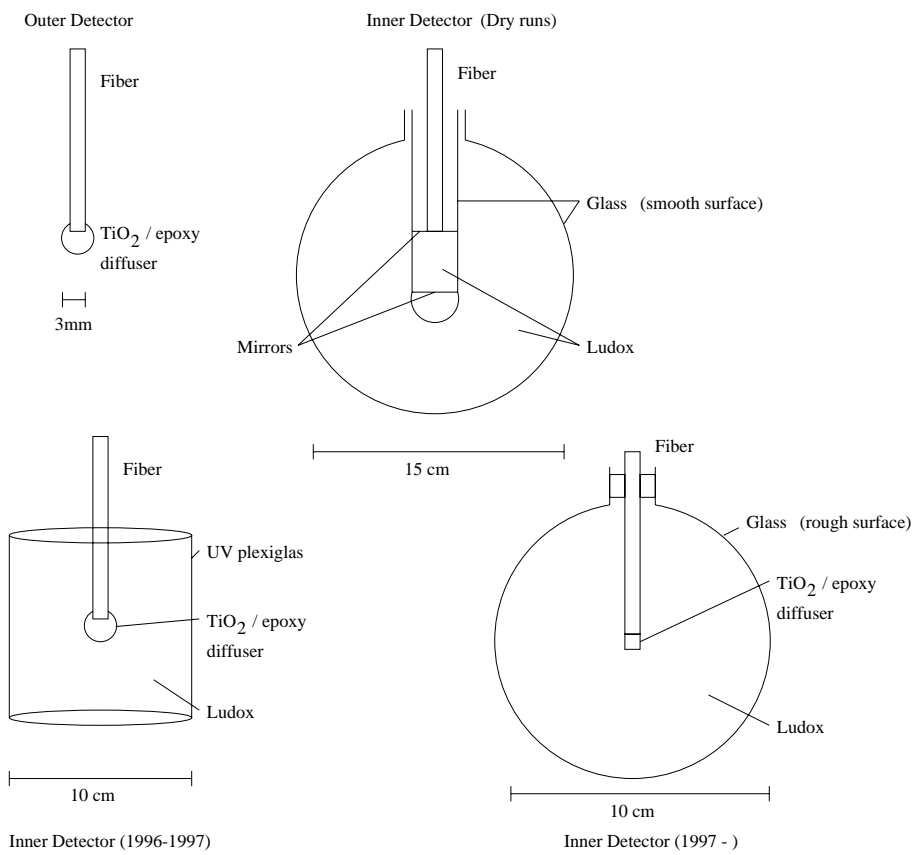 Outer Detector
Fiber
TiO2 / epoxy
diffuser
3mm
Inner Detector (Dry runs)
Fiber
Glass (smooth surface)
Mirrors
Ludox
15 cm
Fiber
UV plexiglas
TiO2 / epoxy
diffuser
Ludox
10 cm
Inner Detector (1996-1997)
Fiber
Glass (rough surface)
TiO2 / epoxy
diffuser
Ludox
10 cm
Inner Detector (1997 - )